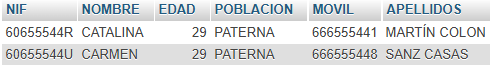 NIF NOMBRE EDAD POBLACION MOVIL APELLIDOS
60655544R CATALINA 29 PATERNA 666555441 MARTÍN COLON
60655544U CARMEN 29 PATERNA 666555448 SANZ CASAS